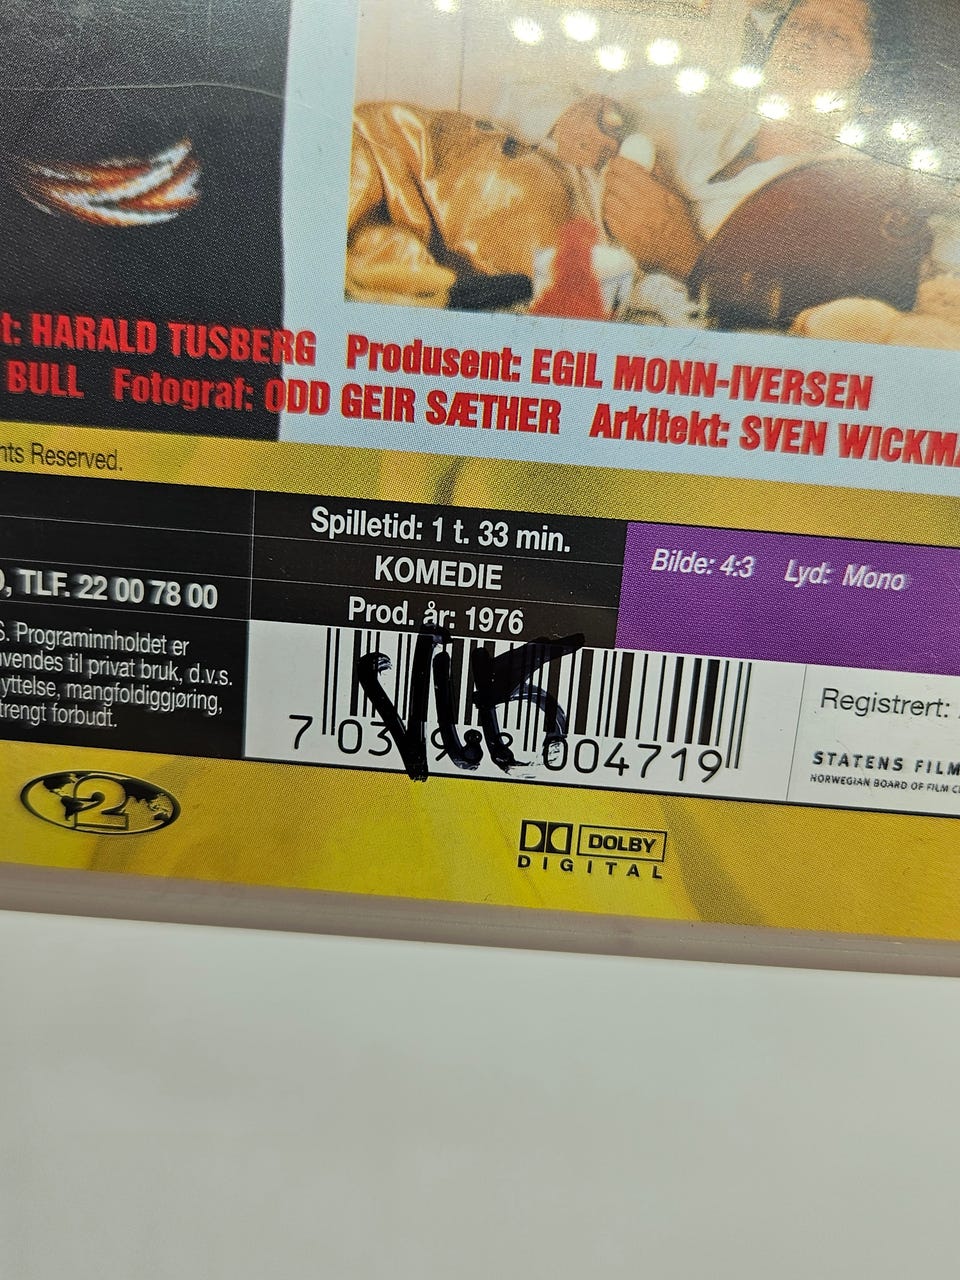 t: HARALD TUSBERG Produsent: EGIL MONN-IVERSEN
BULL Fotograf: ODD GEIR SÆTHER Arkitekt: SVEN WICKMA
nts Reserved.
Spilletid: 1 t. 33 min.
KOMEDIE
Prod. år: 1976
Bilde: 4:3 Lyd: Mono
, TLF. 22 00 78 00
S. Programinnholdet er
nvendes til privat bruk, d.v.s.
yttelse, mangfoldiggjøring,
trengt forbudt.
004719
Registrert:
STATENS FILM
NORWEGIAN BOARD OF FILM C
2
DOLBY
DIGITAL